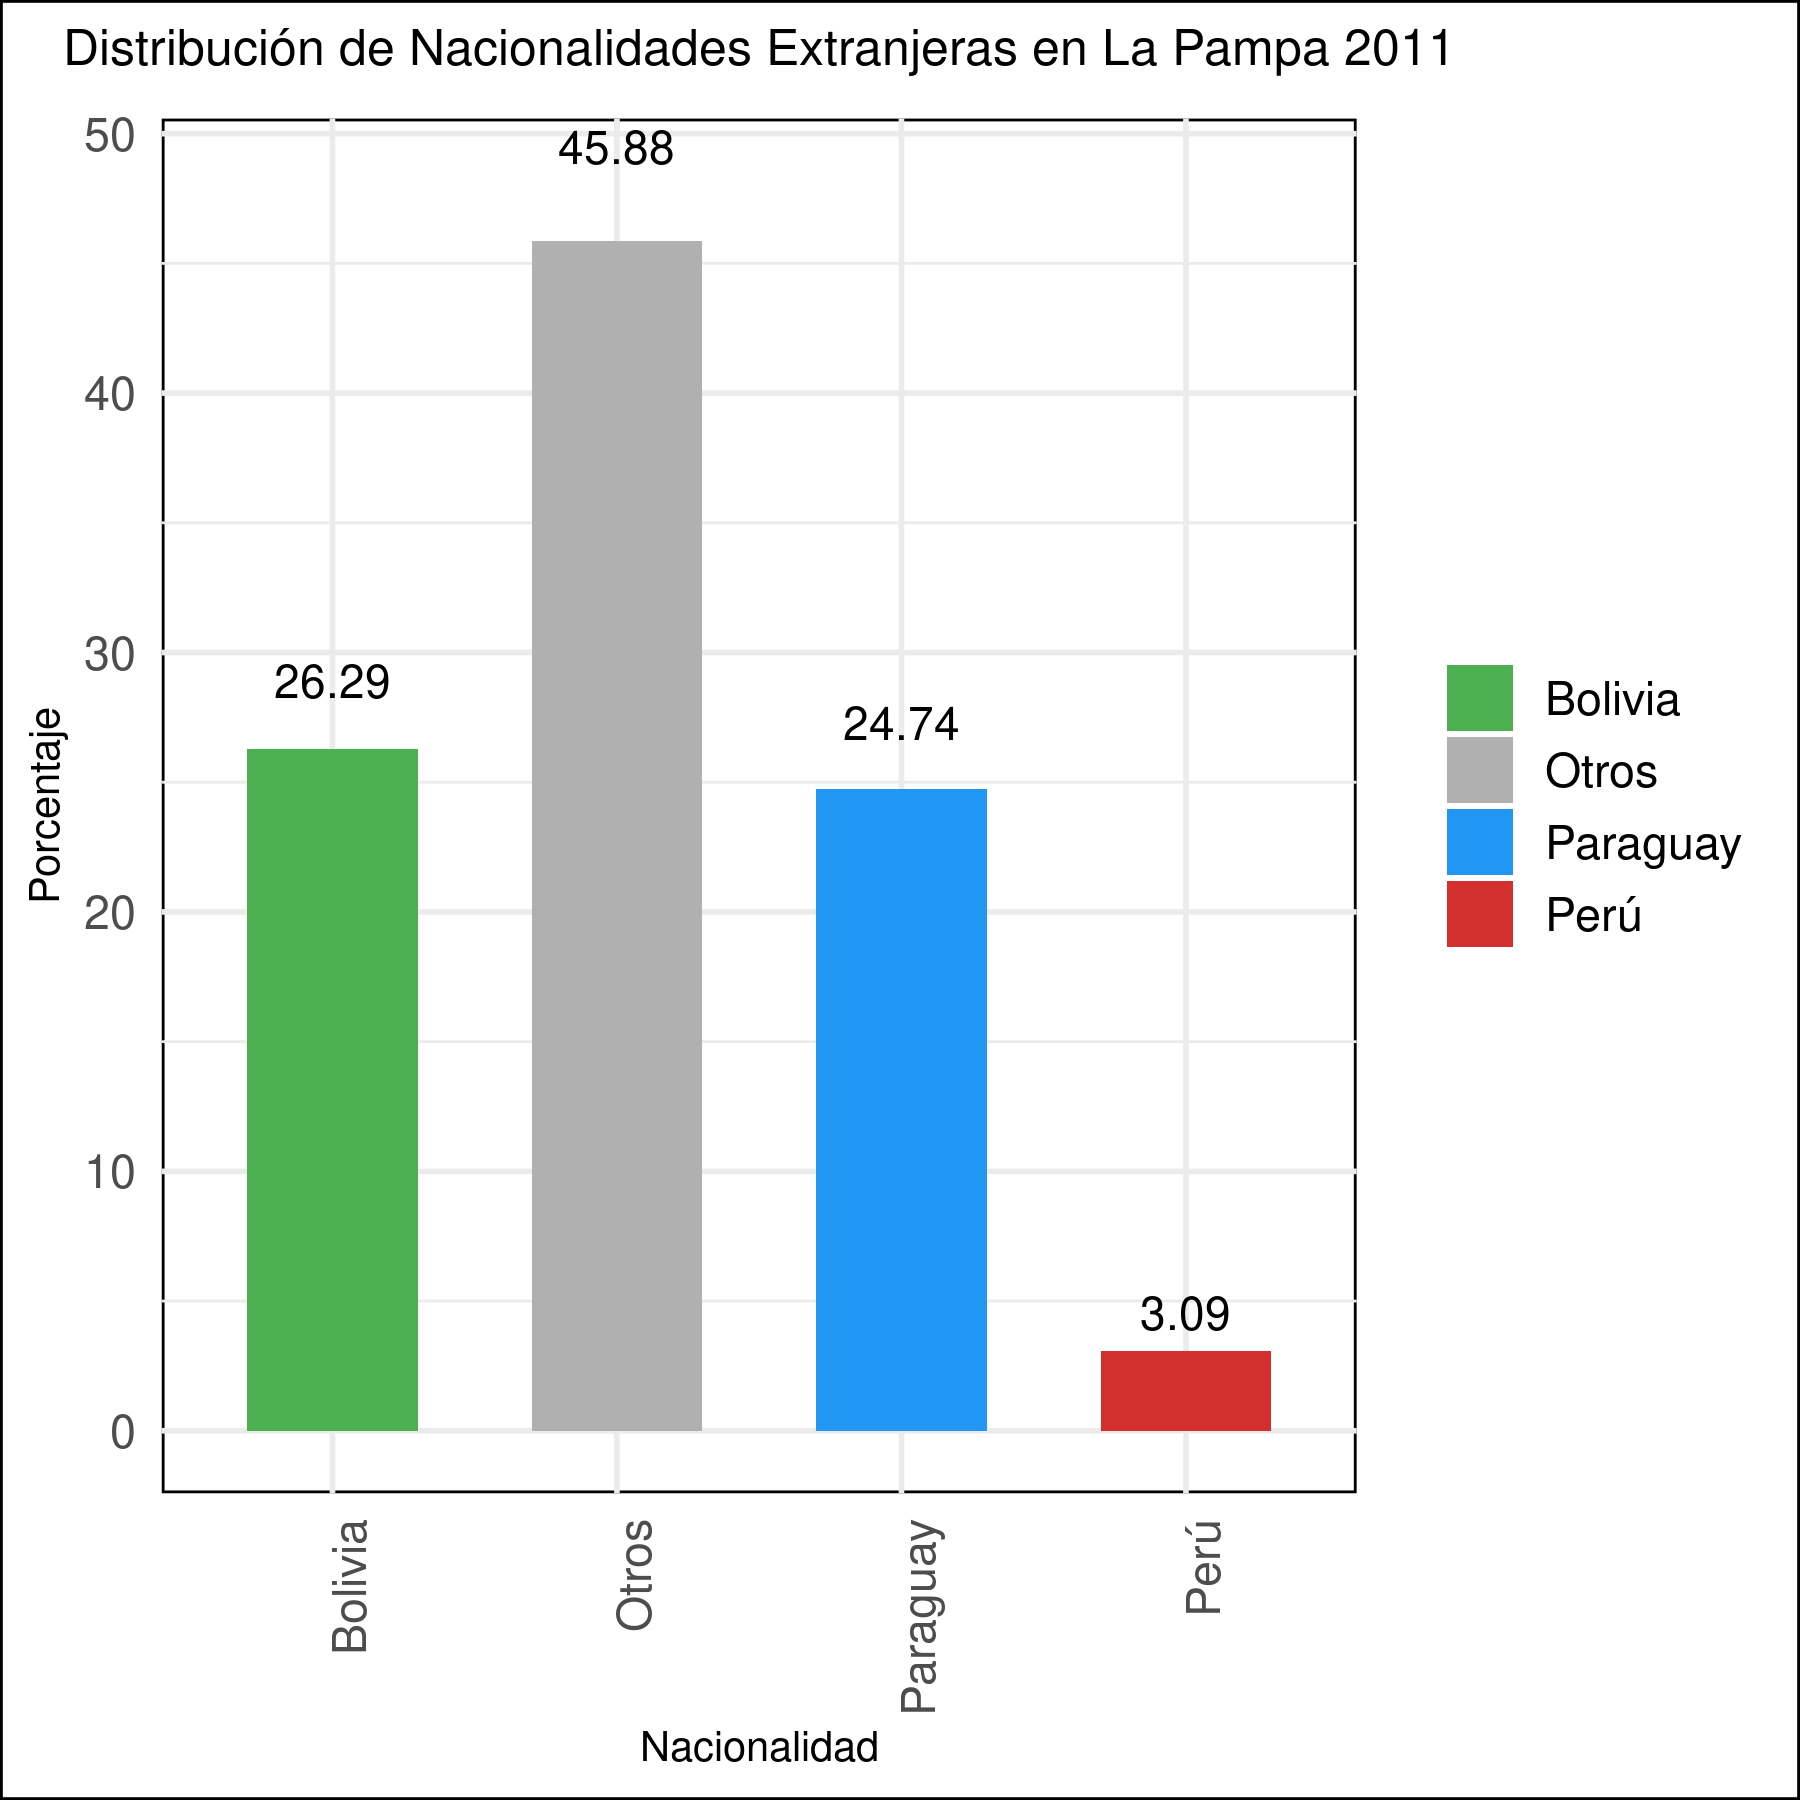 Distribución de Nacionalidades Extranjeras en La Pampa 2011
50
40
30
20
10
0
Porcentaje
45.88
26.29
24.74
3.09
Bolivia
Otros
Paraguay
Perú
Nacionalidad
Bolivia
Otros
Paraguay
Perú